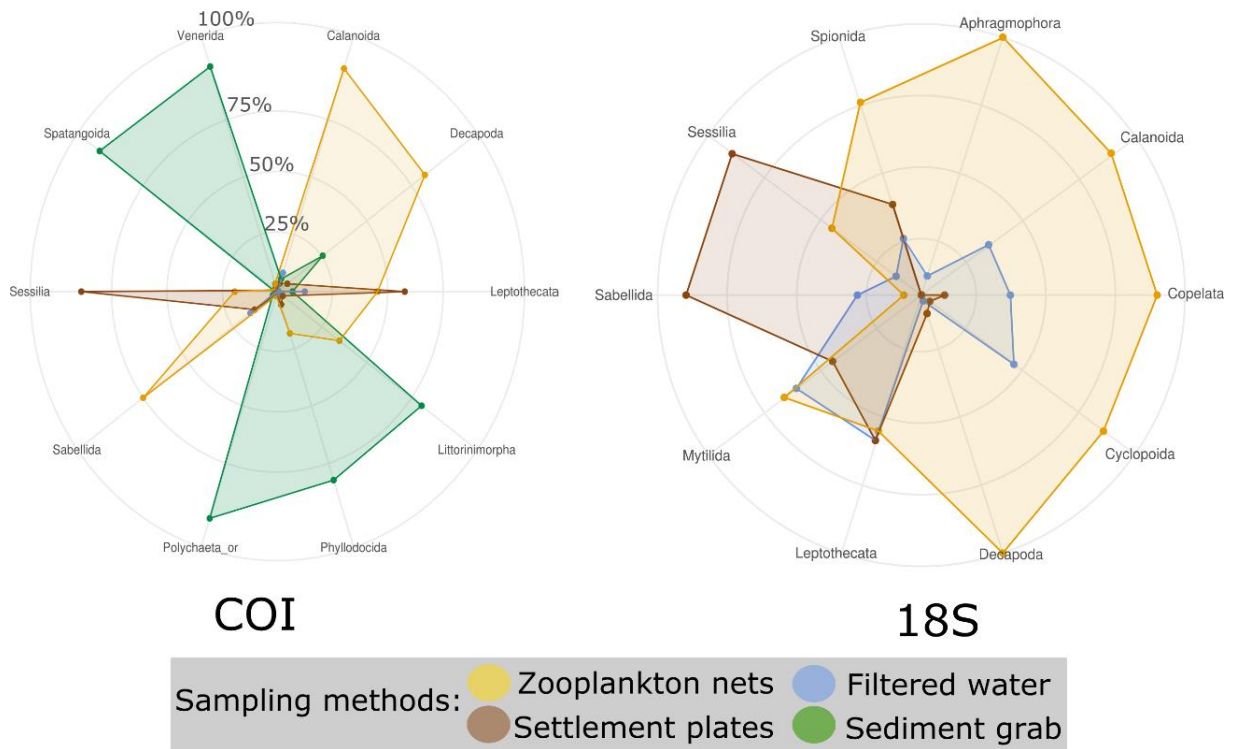 100%
Venerida
Calanoida
75%
Spatangoida
Decapoda
50%
25%
Sessilia
Leptothecata
Sabellida
Littorinimorpha
Polychaeta_or
Phyllodocida
COI
Aphragmophora
Spionida
Sessilia
Calanoida
Sabellida
Copelata
Mytilida
Cyclopoida
Leptothecata
Decapoda
18S
Sampling methods:
Zooplankton nets
Filtered water
Settlement plates
Sediment grab